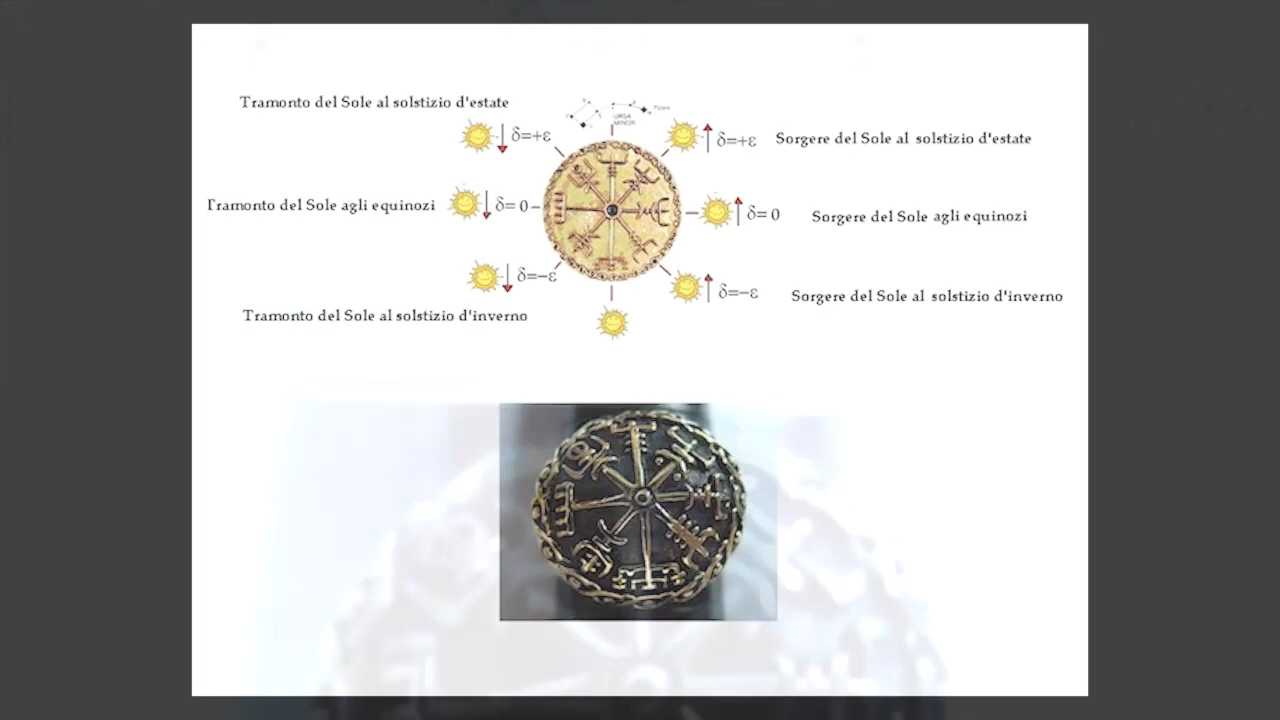 Tramonto del Sole al solstizio d'estate
URSA
MINOR
δ=+ε
δ=+ε
Sorgere del Sole al solstizio d'estate
Tramonto del Sole agli equinozi
δ= 0
δ= 0
Sorgere del Sole agli equinozi
δ=−ε
δ=−ε
Sorgere del Sole al solstizio d'inverno
Tramonto del Sole al solstizio d'inverno